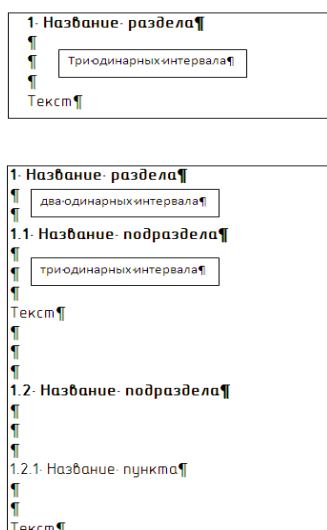 1· Название· раздела¶
¶
¶
Три·одинарных·интервала¶
¶
Текст¶
1· Название· раздела¶
¶
два·одинарных·интервала¶
¶
1.1· Название· подраздела¶
¶
¶
три·одинарных·интервала¶
¶
Текст¶
¶
¶
¶
1.2· Название· подраздела¶
¶
¶
¶
1.2.1· Название· пункта¶
¶
¶
Текст¶